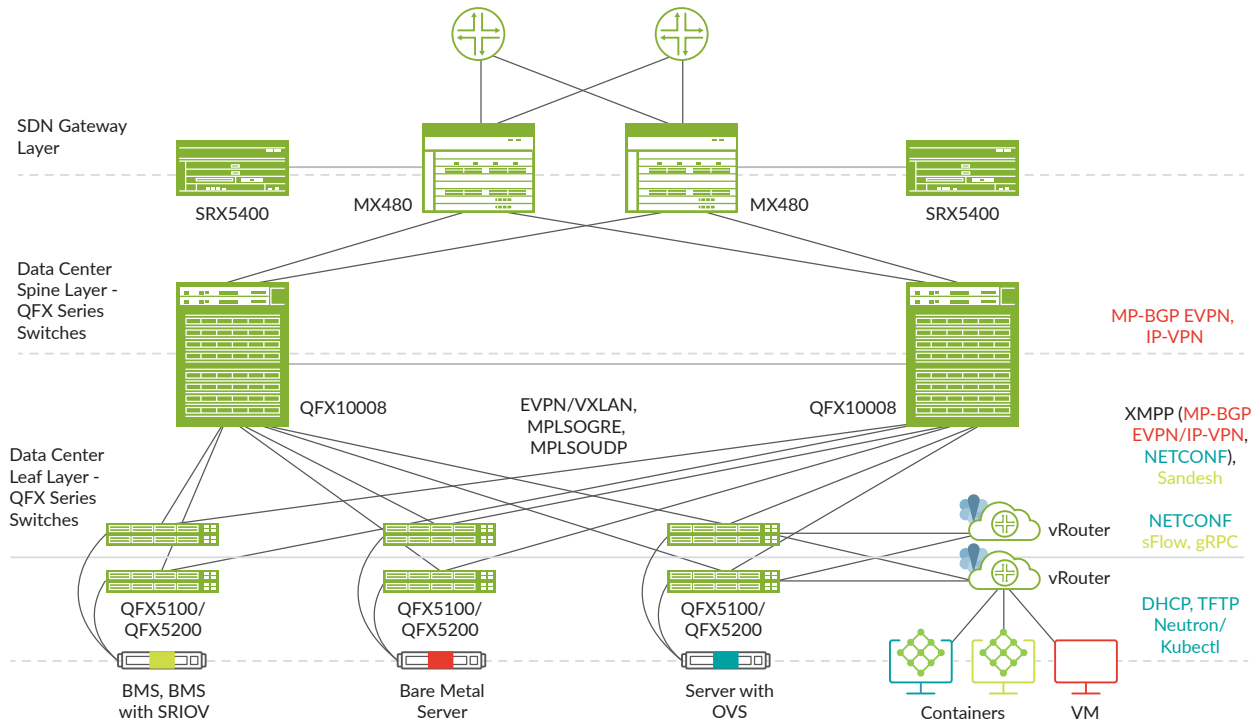 SDN Gateway
Layer
SRX5400
MX480
MX480
SRX5400
Data Center
Spine Layer -
QFX Series
Switches
MP-BGP EVPN,
IP-VPN
QFX10008
EVPN/VXLAN,
MPLSOGRE,
MPLSOUDP
QFX10008
XMPP (MP-BGP
EVPN/IP-VPN,
NETCONF),
Sandesh
Data Center
Leaf Layer -
QFX Series
Switches
vRouter
NETCONF
sFlow, gRPC
vRouter
QFX5100/
QFX5200
QFX5100/
QFX5200
QFX5100/
QFX5200
DHCP, TFTP
Neutron/
Kubectl
BMS, BMS
with SRIOV
Bare Metal
Server
Server with
OVS
Containers
VM